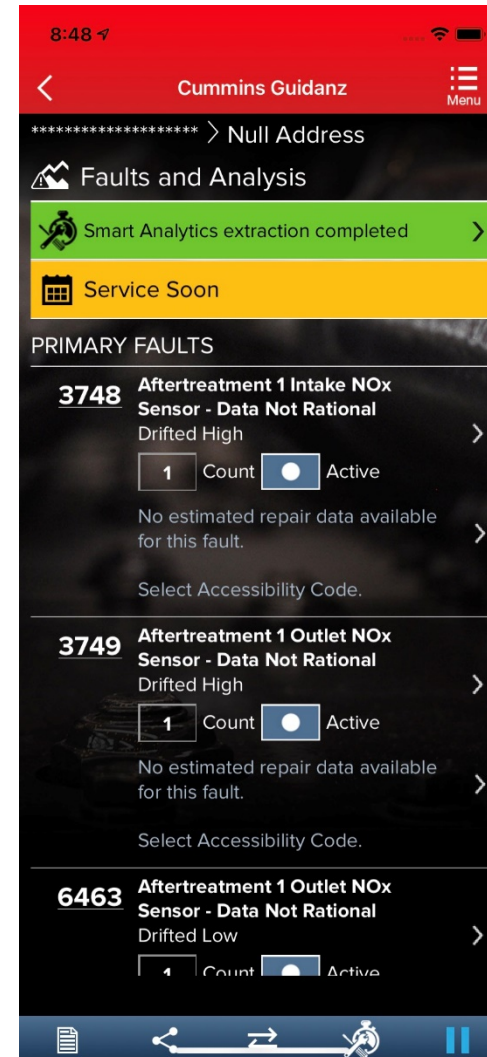 8:48
Cummins Guidanz
Menu
******************** > Null Address
Faults and Analysis
Smart Analytics extraction completed
Service Soon
PRIMARY FAULTS
3748 Aftertreatment 1 Intake NOx
Sensor - Data Not Rational
Drifted High
1 Count Active
No estimated repair data available
for this fault.
Select Accessibility Code.
3749 Aftertreatment 1 Outlet NOx
Sensor - Data Not Rational
Drifted High
1 Count Active
No estimated repair data available
for this fault.
Select Accessibility Code.
6463 Aftertreatment 1 Outlet NOx
Sensor - Data Not Rational
Drifted Low
1 Count Active